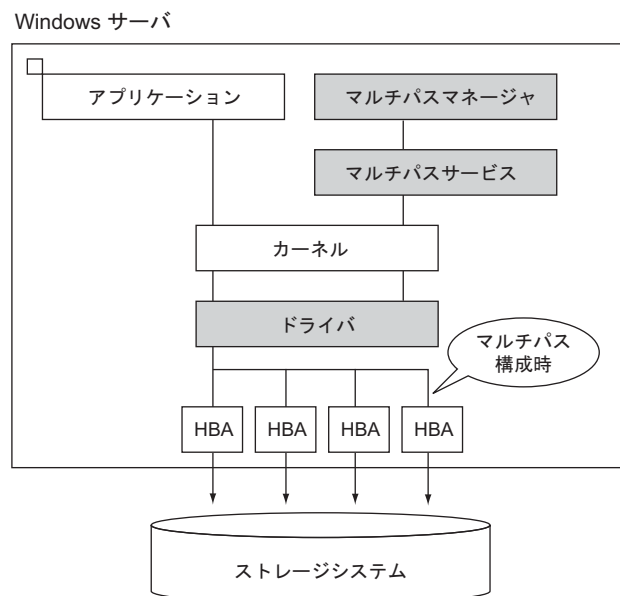 Windows サーバ
アプリケーション
マルチパスマネージャ
マルチパスサービス
カーネル
ドライバ
マルチパス
構成時
HBA
HBA
HBA
HBA
ストレージシステム